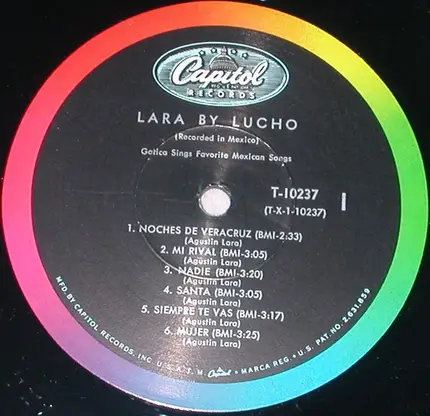 Capitol
RECORDS
LARA BY LUCHO
(Recorded in Mexico)
Gatica Sings Favorite Mexican Songs
T-10237 1
(T-X-1-10237)
1. NOCHES DE VERACRUZ (BMI-2:33)
(Agustin Lara)
2. MI RIVAL (BMI-3:05)
(Agustin Lara)
3. NADIE (BMI-3:20)
(Agustin Lara)
4. SANTA (BMI-3:05)
(Agustin Lara)
5. SIEMPRE TE VAS (BMI-3:17)
(Agustin Lara)
6. MUJER (BMI-3:25)
(Agustin Lara)
MFD. BY CAPITOL RECORDS, INC. U.S.A. T.M. Capitol MARCA REG. • U.S. PAT. NO. 2,631,859